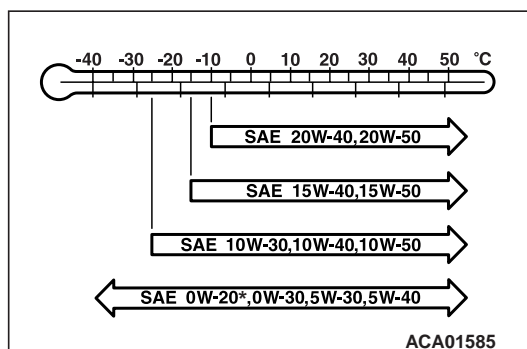 -40 -30 -20 -10 0 10 20 30 40 50 °C
SAE 20W-40,20W-50
SAE 15W-40,15W-50
SAE 10W-30,10W-40,10W-50
SAE 0W-20*,0W-30,5W-30,5W-40
ACA01585